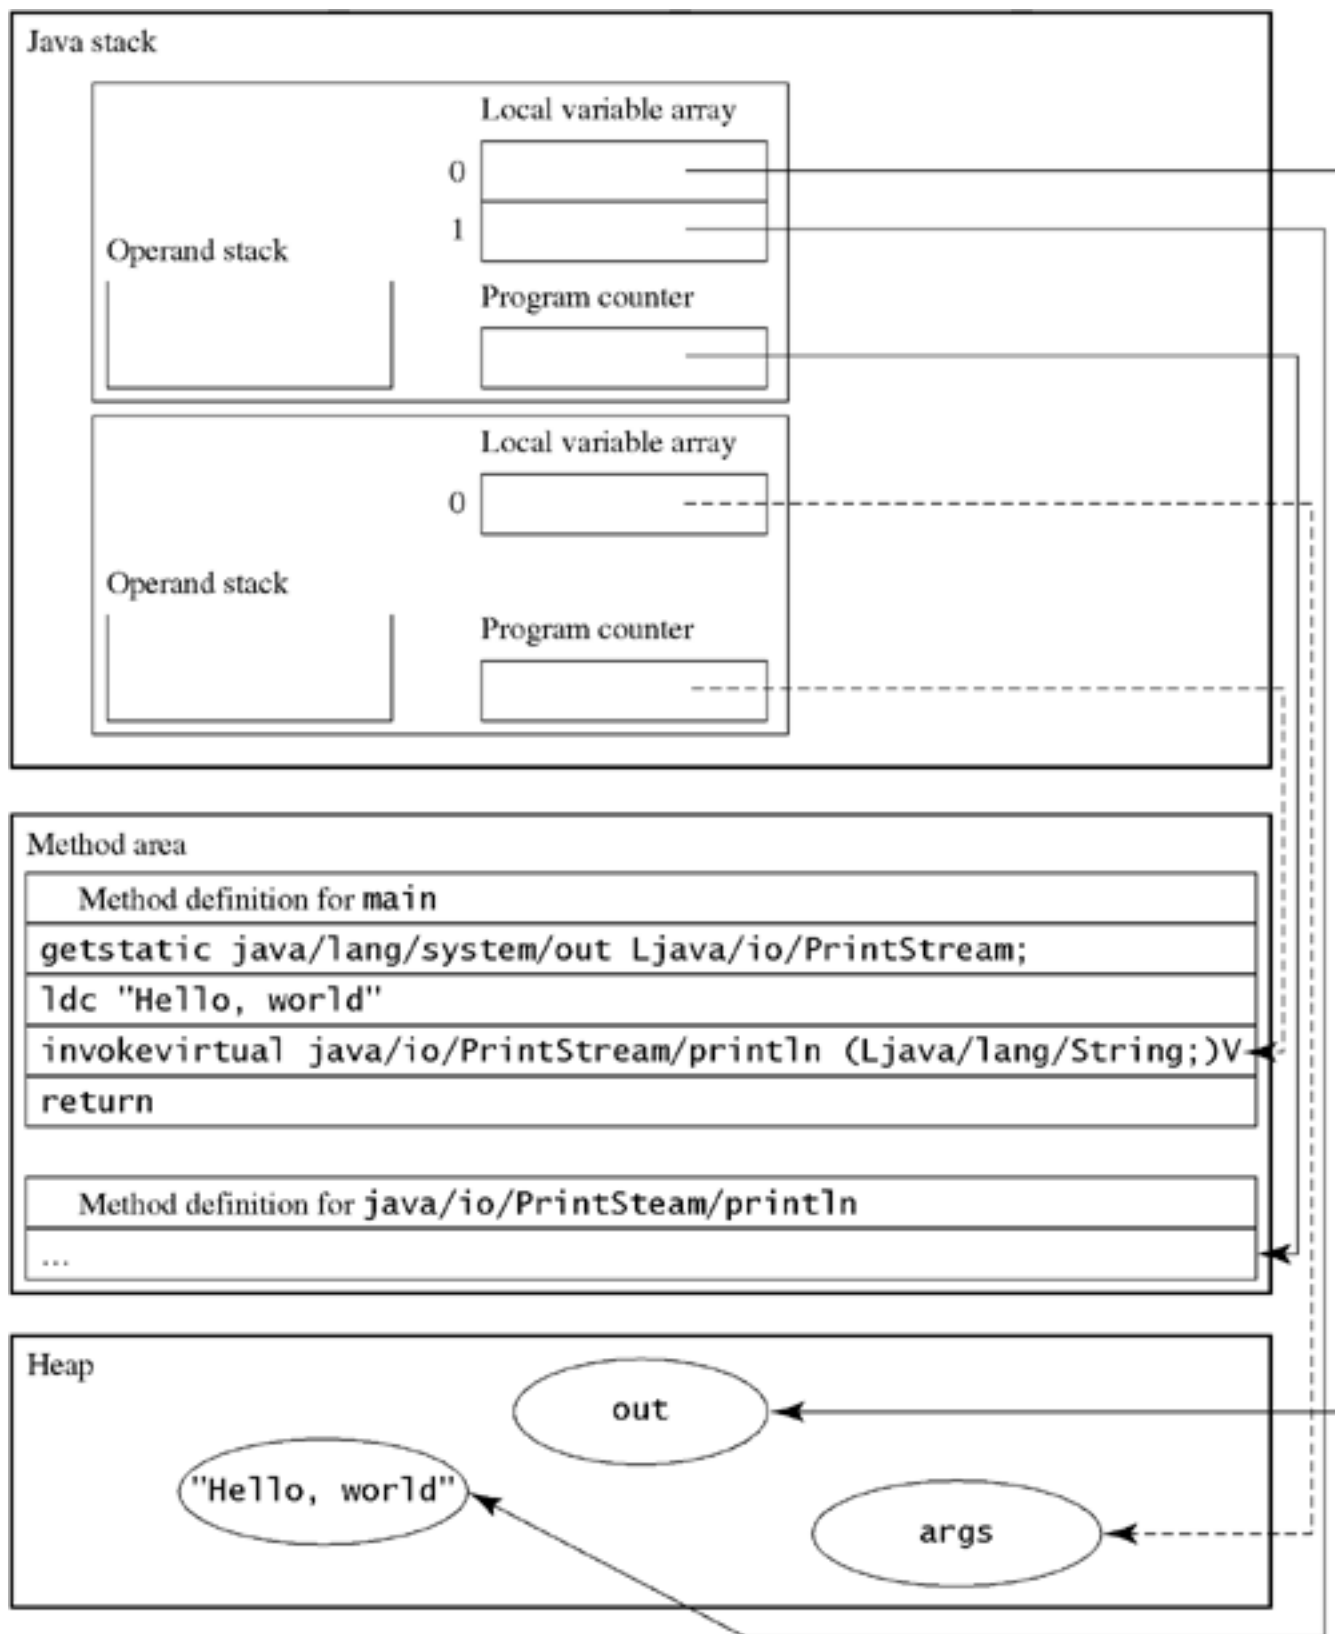 Java stack
Local variable array
0
1
Operand stack
Program counter
Local variable array
0
Operand stack
Program counter
Method area
Method definition for main
getstatic java/lang/system/out Ljava/io/PrintStream;
ldc "Hello, world"
invokevirtual java/io/PrintStream/println (Ljava/lang/String;)V
return
Method definition for java/io/PrintSteam/println
...
Heap
out
"Hello, world"
args